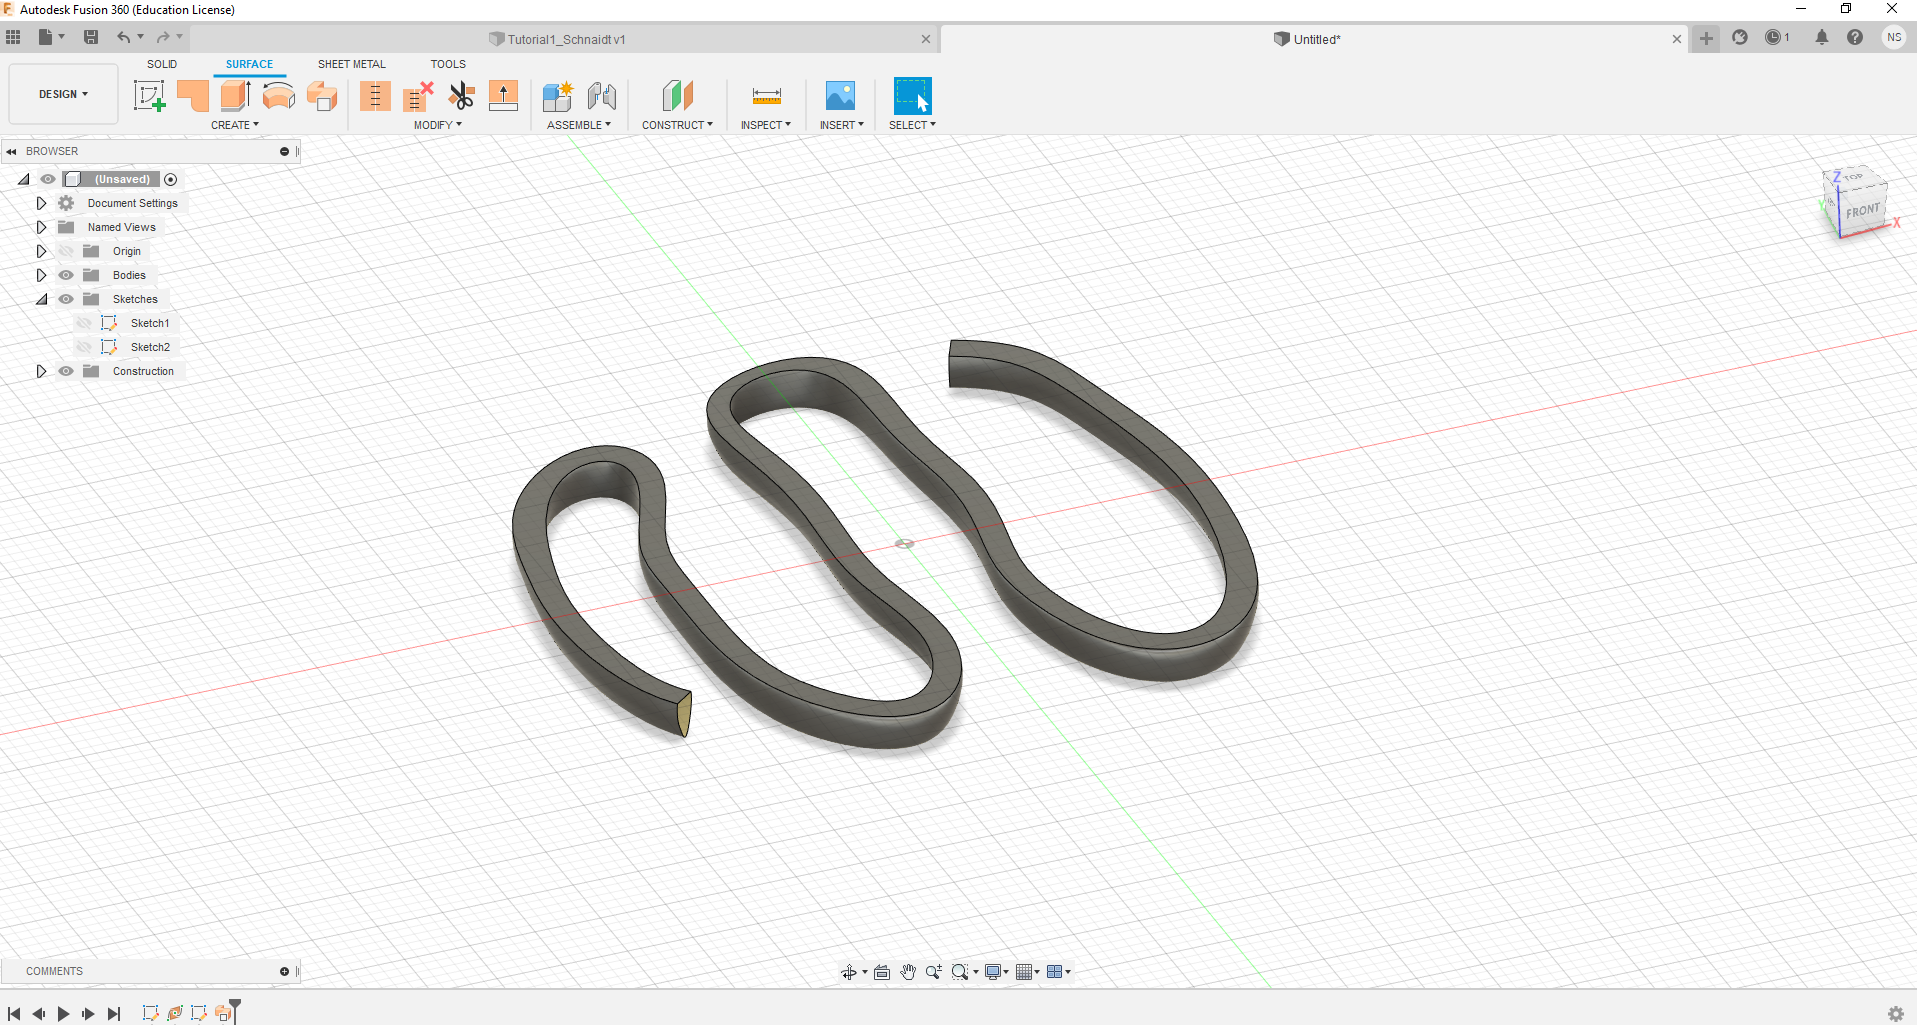 Autodesk Fusion 360 (Education License)
Tutorial1_Schnaidt v1
Untitled*
1
NS
SOLID
SURFACE
SHEET METAL
TOOLS
DESIGN
CREATE
MODIFY
ASSEMBLE
CONSTRUCT
INSPECT
INSERT
SELECT
BROWSER
(Unsaved)
Document Settings
Named Views
Origin
Bodies
Sketches
Sketch1
Sketch2
Construction
Z
TOP
FRONT
X
COMMENTS